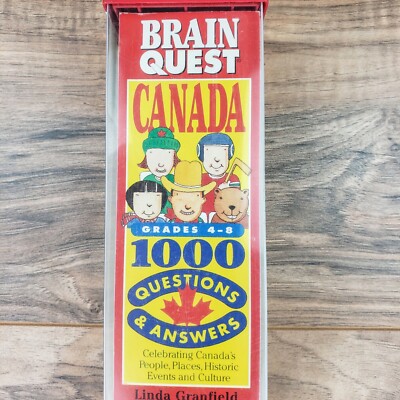 BRAIN
QUEST®
CANADA
GRADES 4-8
1000
QUESTIONS
& ANSWERS
Celebrating Canada's
People, Places, Historic
Events and Culture
Linda Granfield